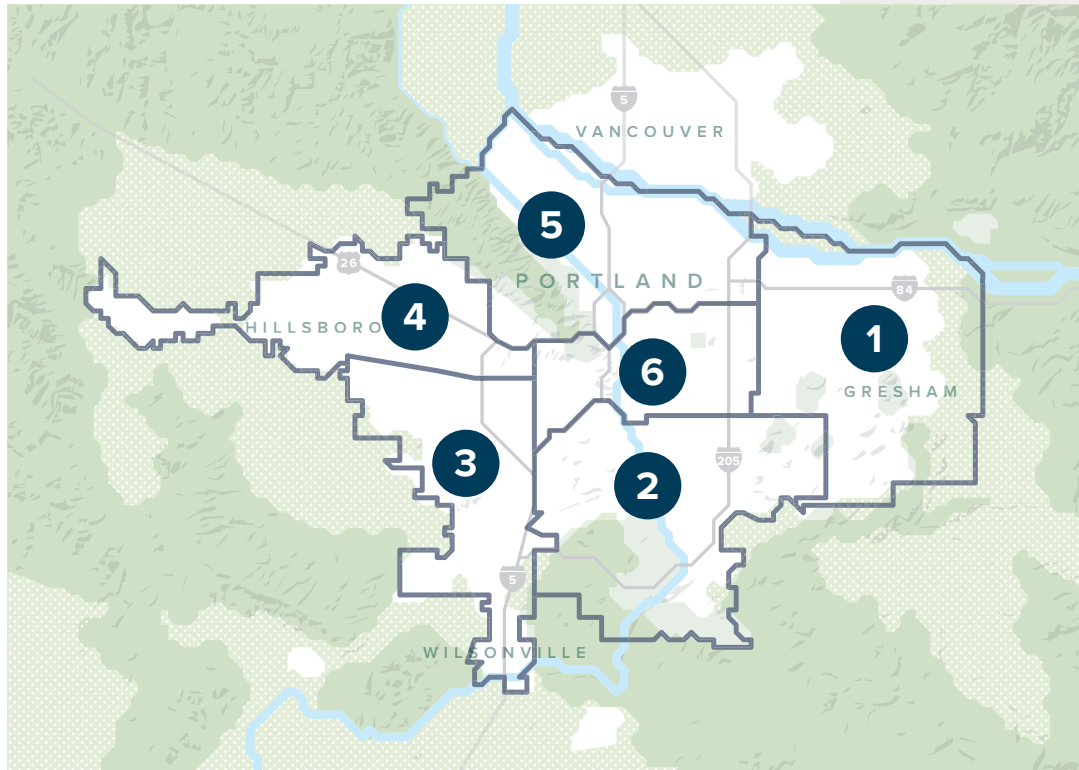 5
VANCOUVER
5
PORTLAND
26
84
4
HILLSBORO
1
6
GRESHAM
3
205
2
5
WILSONVILLE